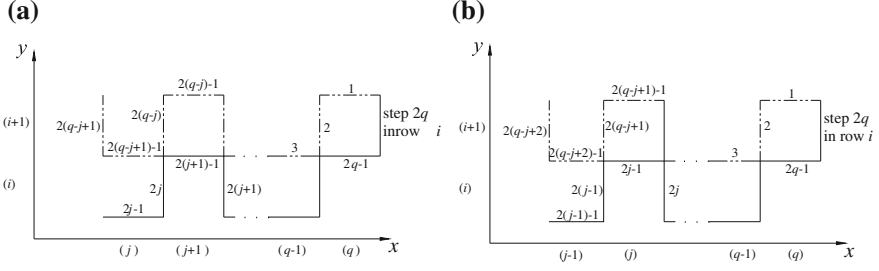 (a)
y
2(q-j)-1
1
(i+1)
2(q-j+1)
2(q-j)
2
step 2q
inrow i
2(q-j+1)-1
2(j+1)-1
3
2q-1
(i)
2j
2(j+1)
2j-1
(j)
(j+1)
(q-1)
(q)
x
(b)
y
2(q-j+1)-1
1
(i+1)
2(q-j+2)
2(q-j+1)
2
step 2q
in row i
2(q-j+2)-1
2j-1
3
2q-1
(i)
2(j-1)
2j
2(j-1)-1
(j-1)
(j)
(q-1)
(q)
x